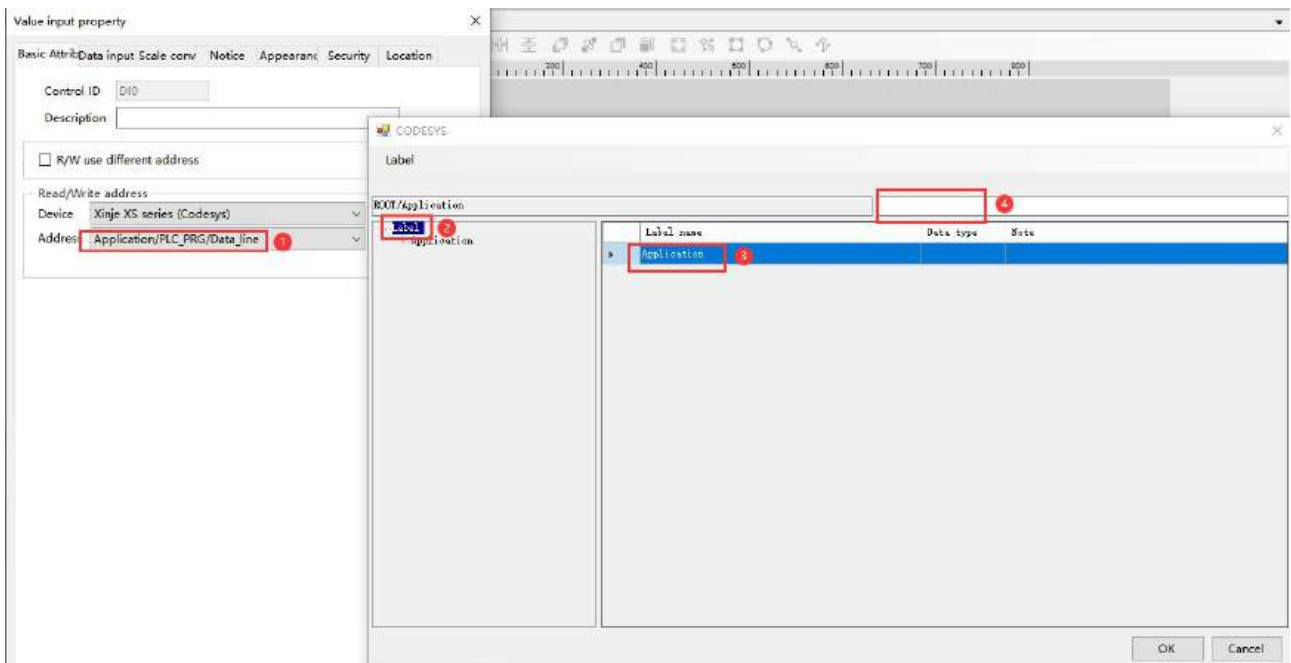 Value input property
Basic Attrib Data input Scale conv Notice Appearanc Security Location
300 400 500 600 700 800
Control ID DI0
Description
CODESYS
R/W use different address
Label
Read/Write address
Device Xinje XS series (Codesys)
ROOT/Application
4
Address Application/PLC_PRG/Data_line 1
Label 2
Application
Label name Data type Note
Application 3
OK Cancel